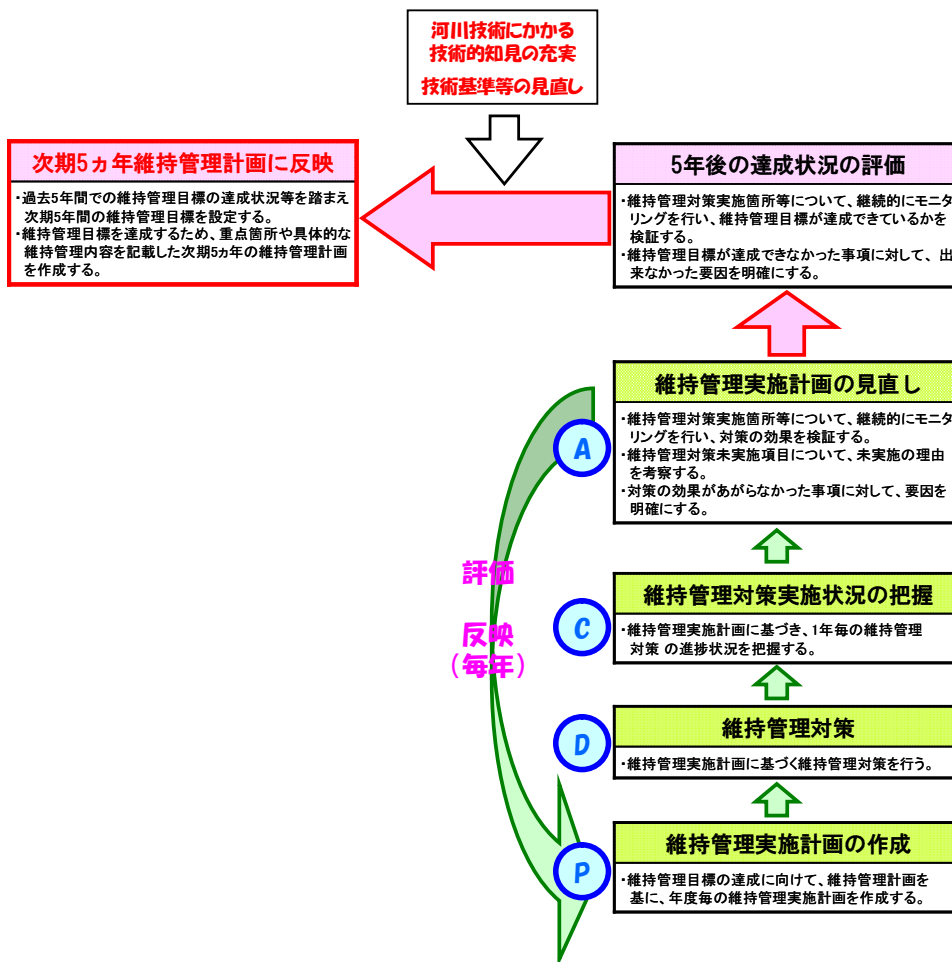 河川技術にかかる
技術的知見の充実
技術基準等の見直し
次期5ヵ年維持管理計画に反映
・過去5年間での維持管理目標の達成状況等を踏まえ
次期5年間の維持管理目標を設定する。
・維持管理目標を達成するため、重点箇所や具体的な
維持管理内容を記載した次期5ヵ年の維持管理計画
を作成する。
5年後の達成状況の評価
・維持管理対策実施箇所等について、継続的にモニタ
リングを行い、維持管理目標が達成できているかを
検証する。
・維持管理目標が達成できなかった事項に対して、出
来なかった要因を明確にする。
維持管理実施計画の見直し
・維持管理対策実施箇所等について、継続的にモニタ
リングを行い、対策の効果を検証する。
・維持管理対策未実施項目について、未実施の理由
を考察する。
・対策の効果があがらなかった事項に対して、要因を
明確にする。
A
評価
反映
(毎年)
維持管理対策実施状況の把握
・維持管理実施計画に基づき、1年毎の維持管理
対策 の進捗状況を把握する。
C
維持管理対策
・維持管理実施計画に基づく維持管理対策を行う。
D
維持管理実施計画の作成
・維持管理目標の達成に向けて、維持管理計画を
基に、年度毎の維持管理実施計画を作成する。
P